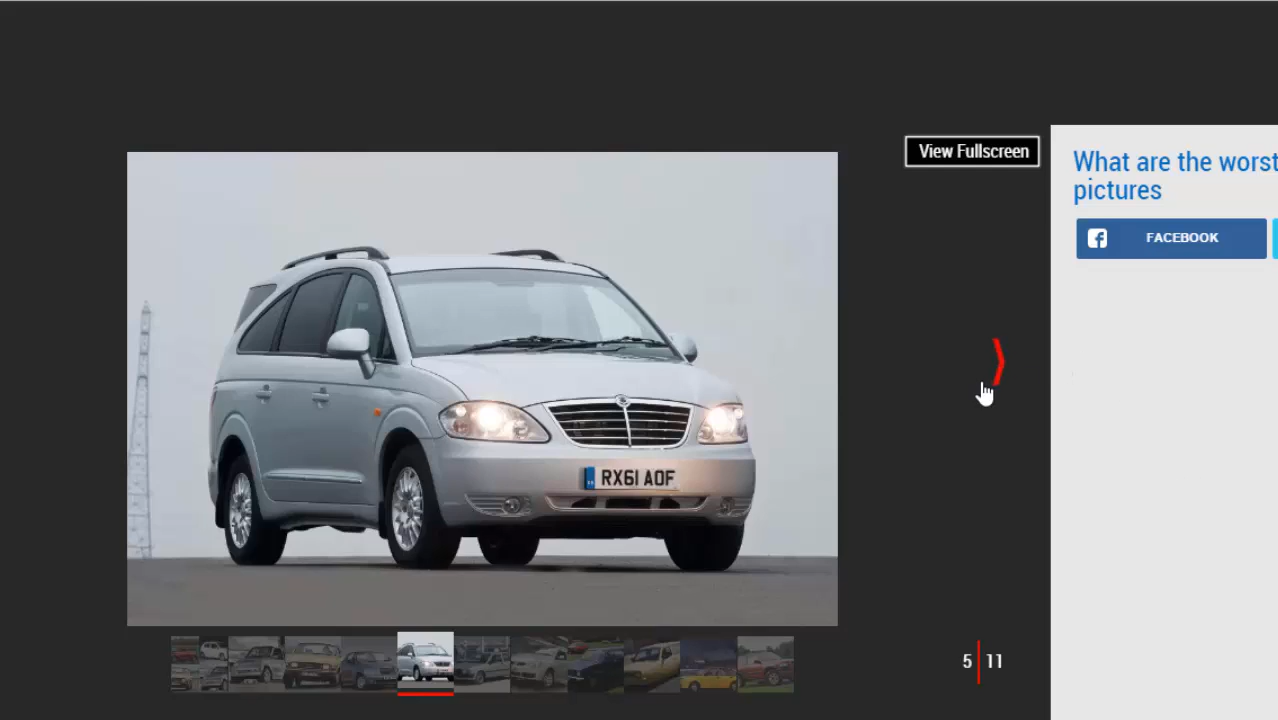 View Fullscreen
What are the worst
pictures
FACEBOOK
RX61 AOF
5 11